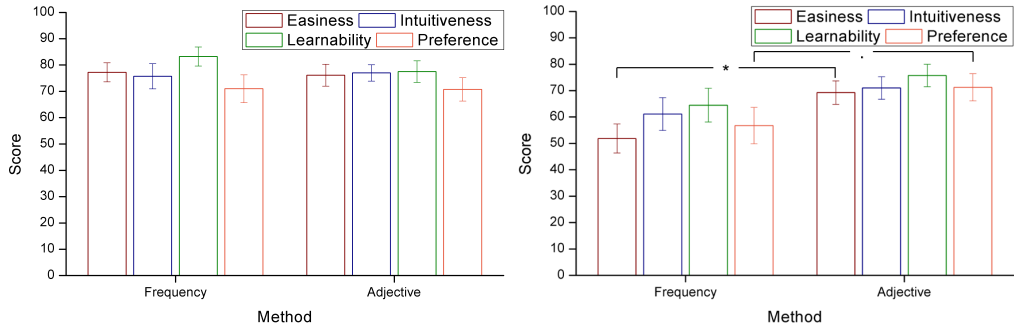 100
90
80
70
60
50
40
30
20
10
0
Score
Easiness Intuitiveness
Learnability Preference
Frequency Adjective
Method
100
90
80
70
60
50
40
30
20
10
0
Score
Easiness Intuitiveness
Learnability Preference
* .
Frequency Adjective
Method